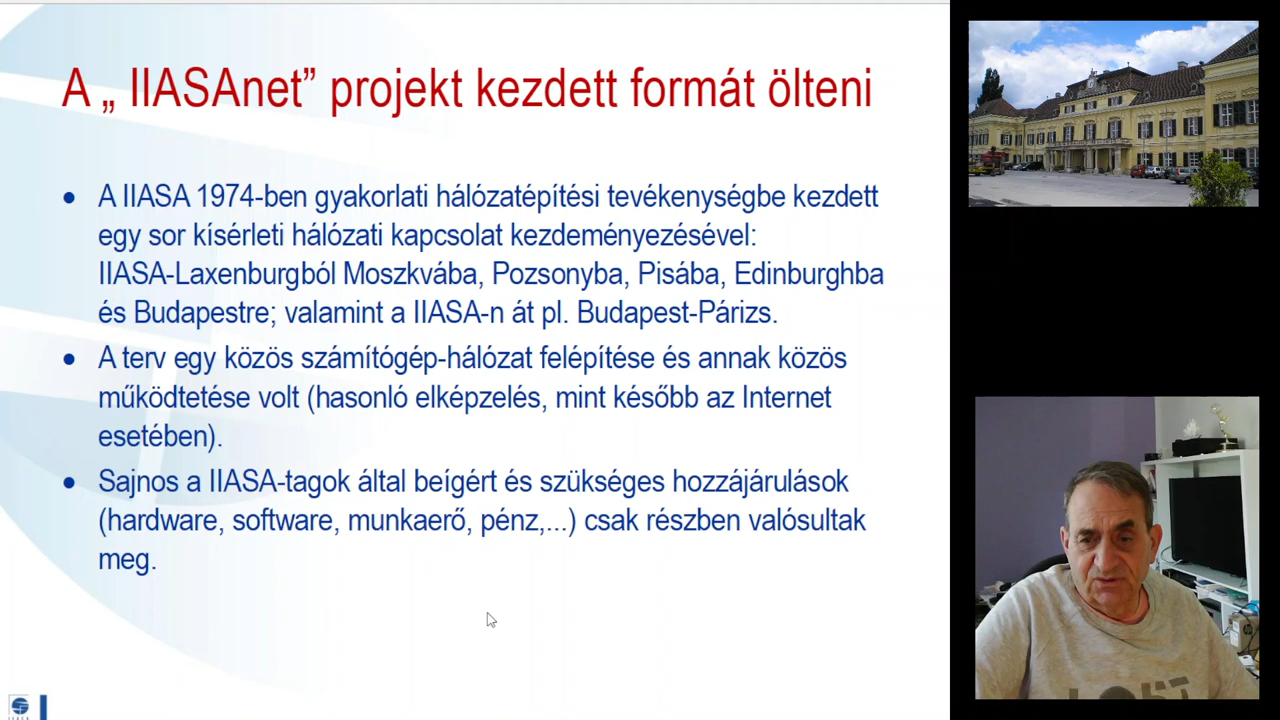 A „ IIASAnet” projekt kezdett formát ölteni
• A IIASA 1974-ben gyakorlati hálózatépítési tevékenységbe kezdett
egy sor kísérleti hálózati kapcsolat kezdeményezésével:
IIASA-Laxenburgból Moszkvába, Pozsonyba, Pisába, Edinburghba
és Budapestre; valamint a IIASA-n át pl. Budapest-Párizs.
• A terv egy közös számítógép-hálózat felépítése és annak közös
működtetése volt (hasonló elképzelés, mint később az Internet
esetében).
• Sajnos a IIASA-tagok által beígért és szükséges hozzájárulások
(hardware, software, munkaerő, pénz,...) csak részben valósultak
meg.
IIASA